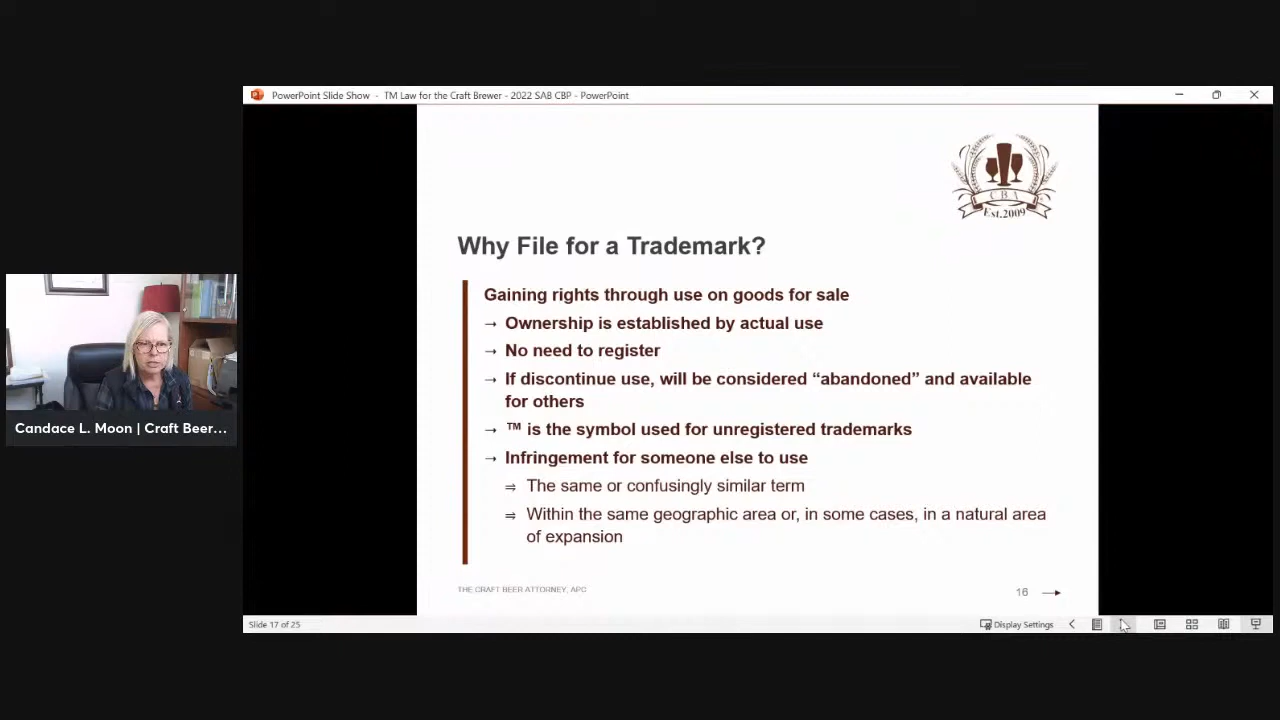 PowerPoint Slide Show - TM Law for the Craft Brewer - 2022 SAB CBP - PowerPoint
CBA
Est.2009
Why File for a Trademark?
Gaining rights through use on goods for sale
→ Ownership is established by actual use
→ No need to register
→ If discontinue use, will be considered “abandoned” and available
for others
→ ™ is the symbol used for unregistered trademarks
→ Infringement for someone else to use
⇉ The same or confusingly similar term
⇉ Within the same geographic area or, in some cases, in a natural area
of expansion
Candace L. Moon | Craft Beer...
THE CRAFT BEER ATTORNEY, APC
16
Slide 17 of 25
Display Settings